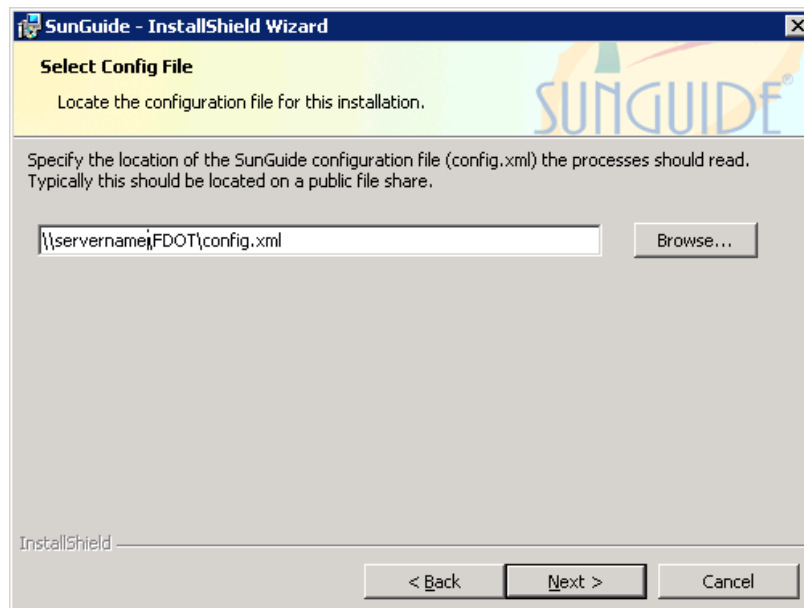 SunGuide - InstallShield Wizard
Select Config File
Locate the configuration file for this installation.
SUNGUIDE®
Specify the location of the SunGuide configuration file (config.xml) the processes should read.
Typically this should be located on a public file share.
\\servername\FDOT\config.xml
Browse...
InstallShield
< Back
Next >
Cancel